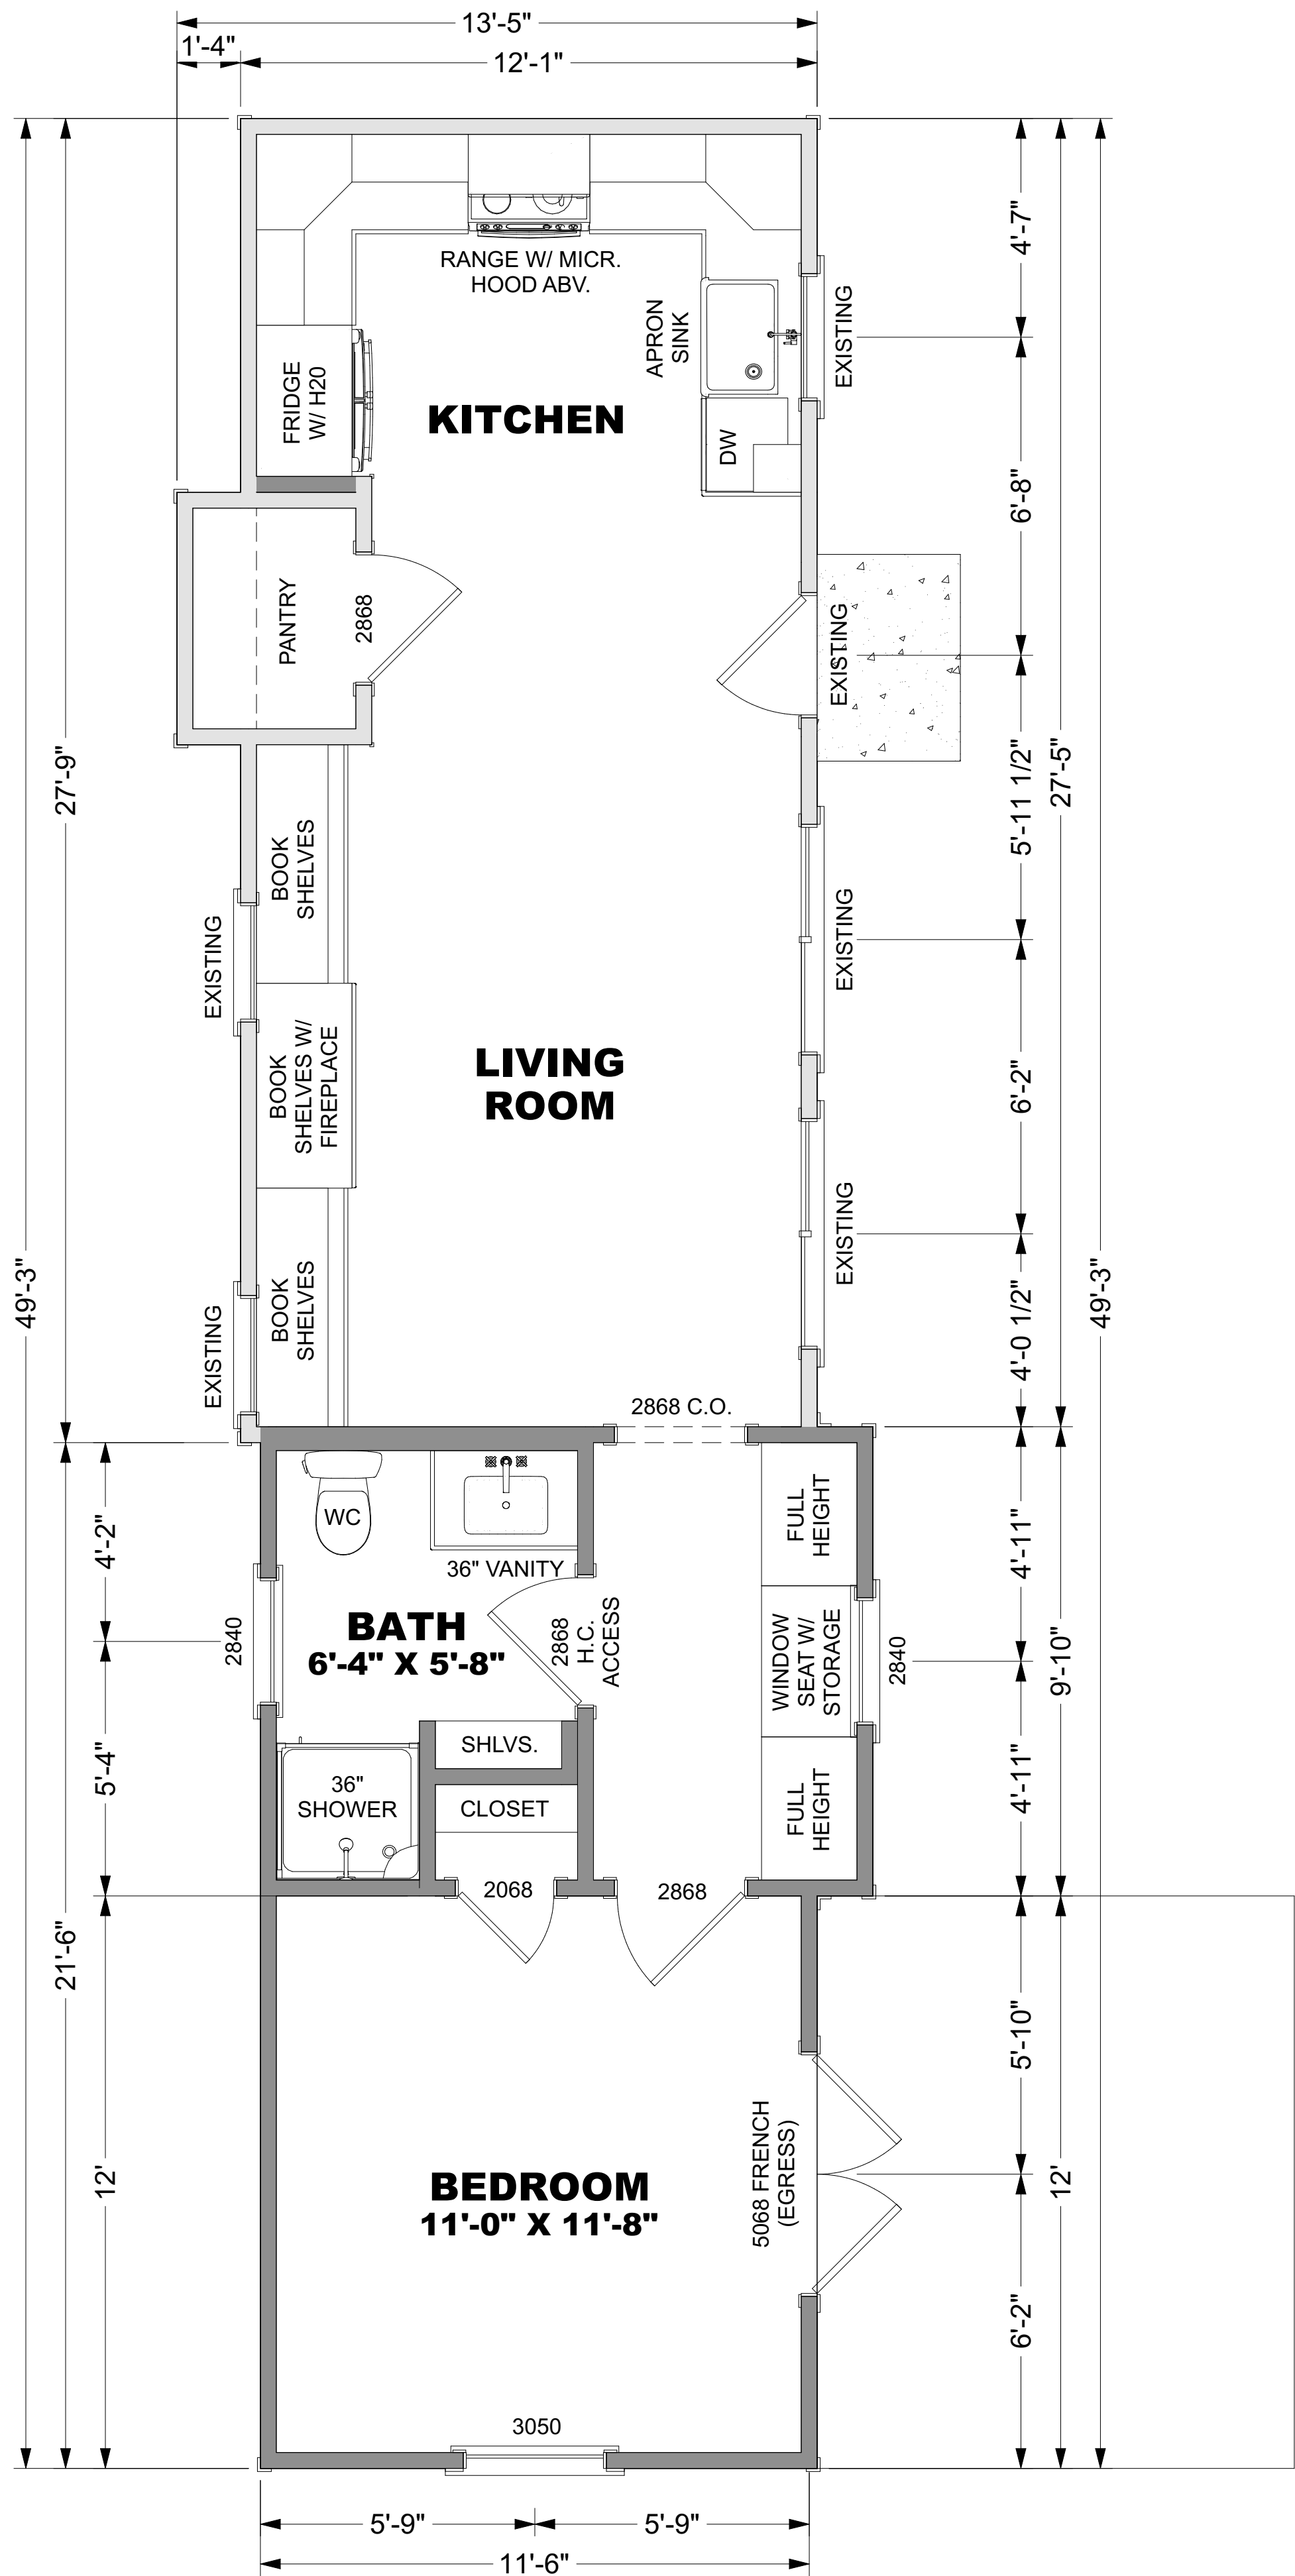 13'-5"
1'-4"
12'-1"
RANGE W/ MICR.
HOOD ABV.
4'-7"
EXISTING
APRON
SINK
FRIDGE
W/ H20
KITCHEN
DW
6'-8"
PANTRY
2868
EXISTING
27'-9"
5'-11 1/2"
27'-5"
BOOK
SHELVES
EXISTING
EXISTING
BOOK
SHELVES W/
FIREPLACE
LIVING
ROOM
6'-2"
EXISTING
49'-3"
49'-3"
4'-0 1/2"
BOOK
SHELVES
EXISTING
2868 C.O.
WC
36" VANITY
FULL
HEIGHT
4'-2"
4'-11"
2840
BATH
6'-4" X 5'-8"
2868
H.C.
ACCESS
WINDOW
SEAT W/
STORAGE
2840
9'-10"
5'-4"
SHLVS.
36"
SHOWER
CLOSET
FULL
HEIGHT
4'-11"
2068
2868
21'-6"
5'-10"
12'
BEDROOM
11'-0" X 11'-8"
5068 FRENCH
(EGRESS)
12'
6'-2"
3050
5'-9"
5'-9"
11'-6"